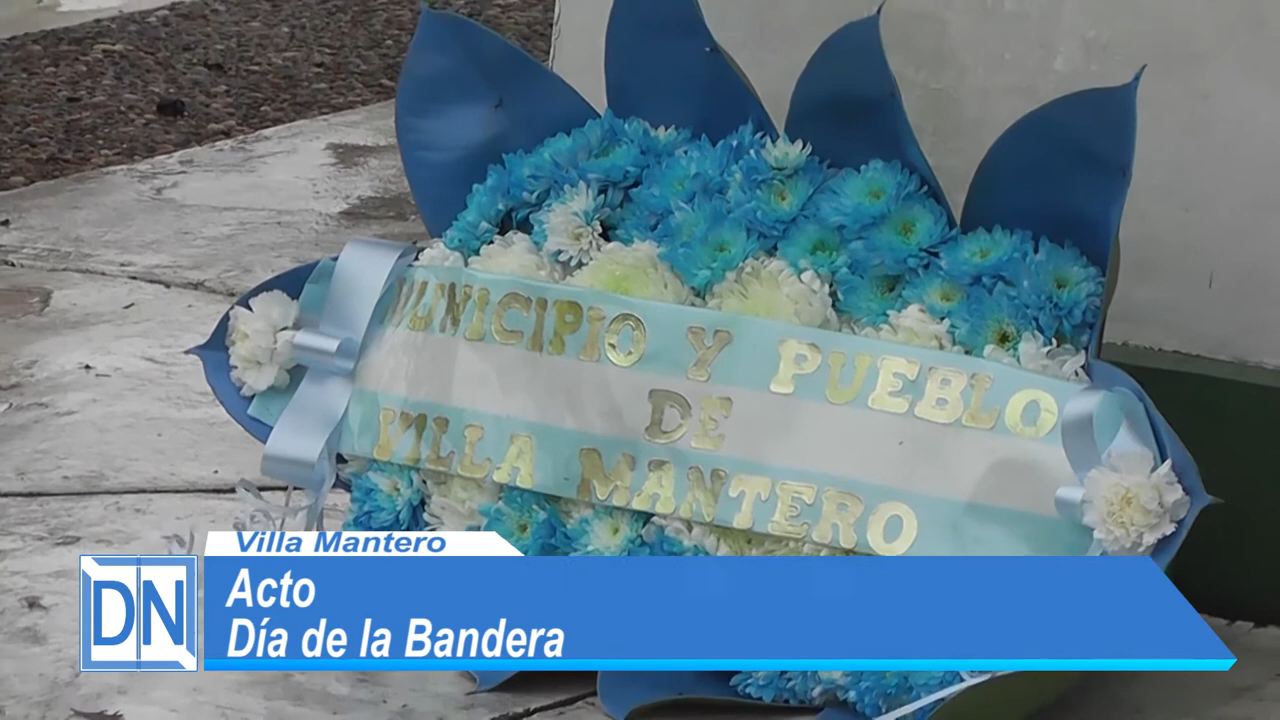 MUNICIPIO Y PUEBLO
DE
VILLA MANTERO
Villa Mantero
DN
Acto
Día de la Bandera